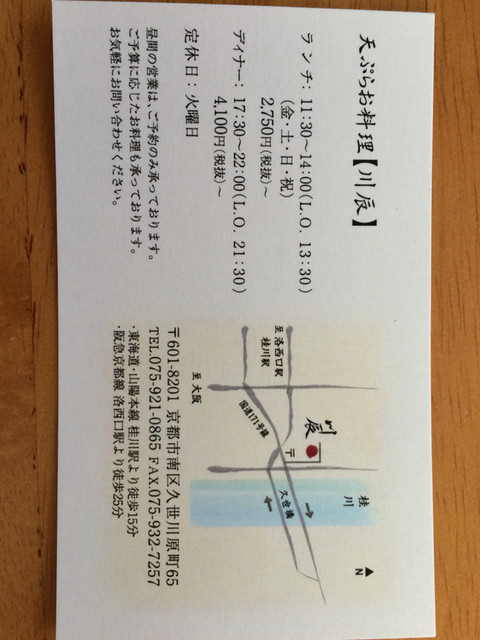 天ぷらお料理【川辰】
ランチ: 11:30〜14:00(L.O. 13:30)
(金・土・日・祝)
2,750円(税抜)〜
ディナー: 17:30〜22:00(L.O. 21:30)
4,100円(税抜)〜
定休日：火曜日
昼間の営業は、ご予約のみ承っております。
ご予算に応じたお料理も承っております。
お気軽にお問い合わせください。
至 洛西口駅
桂川駅
至 大阪
国道171号線
川辰
〒
久世橋
桂川
N
〒601-8201 京都市南区久世川原町65
TEL.075-921-0865 FAX.075-932-7257
・東海道・山陽本線 桂川駅より徒歩15分
・阪急京都線 洛西口駅より徒歩25分